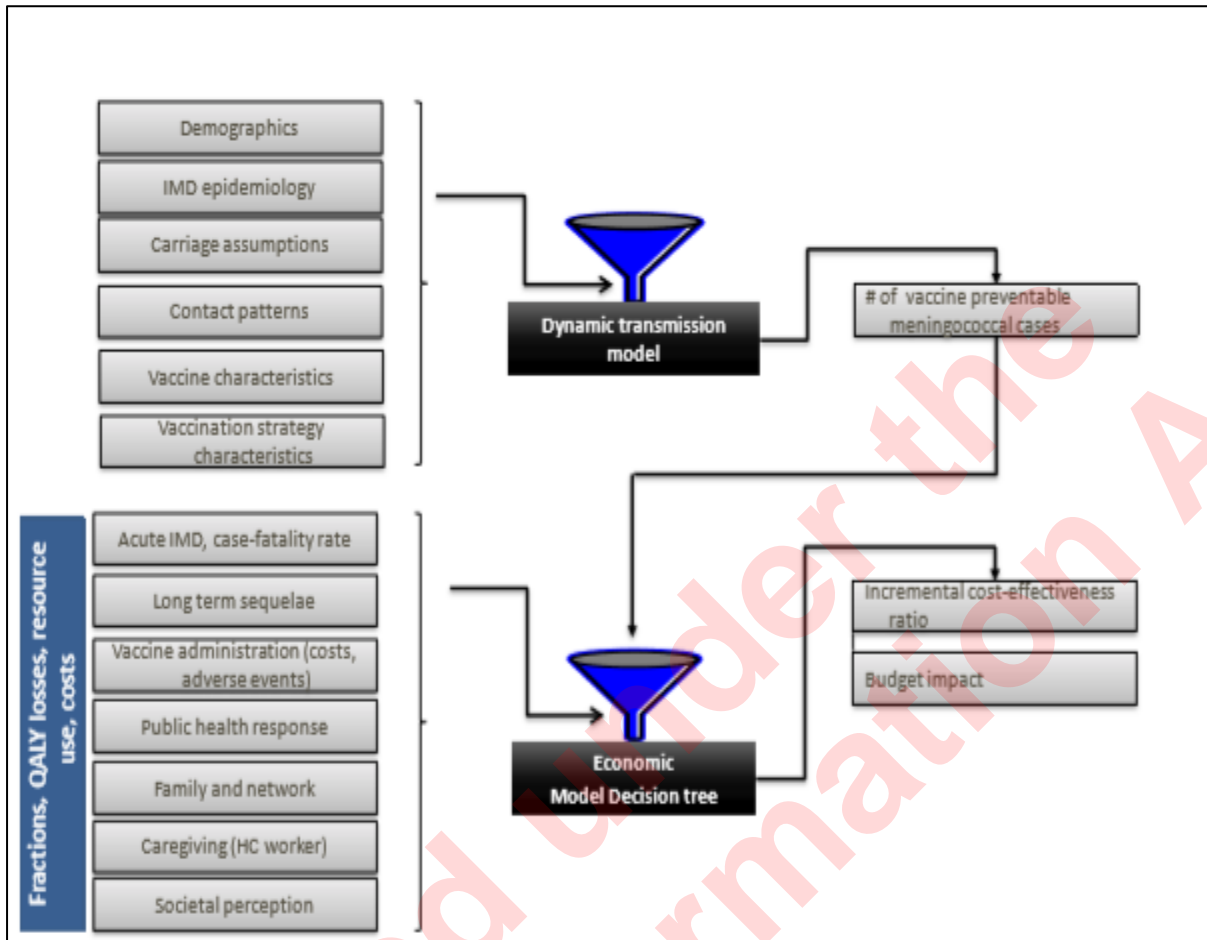 Demographics
IMD epidemiology
Carriage assumptions
Contact patterns
Vaccine characteristics
Vaccination strategy
characteristics
Dynamic transmission
model
# of vaccine preventable
meningococcal cases
Fractions, QALY losses, resource
use, costs
Acute IMD, case-fatality rate
Long term sequelae
Vaccine administration (costs,
adverse events)
Public health response
Family and network
Caregiving (HC worker)
Societal perception
Economic
Model Decision tree
Incremental cost-effectiveness
ratio
Budget impact
under the
rmation A